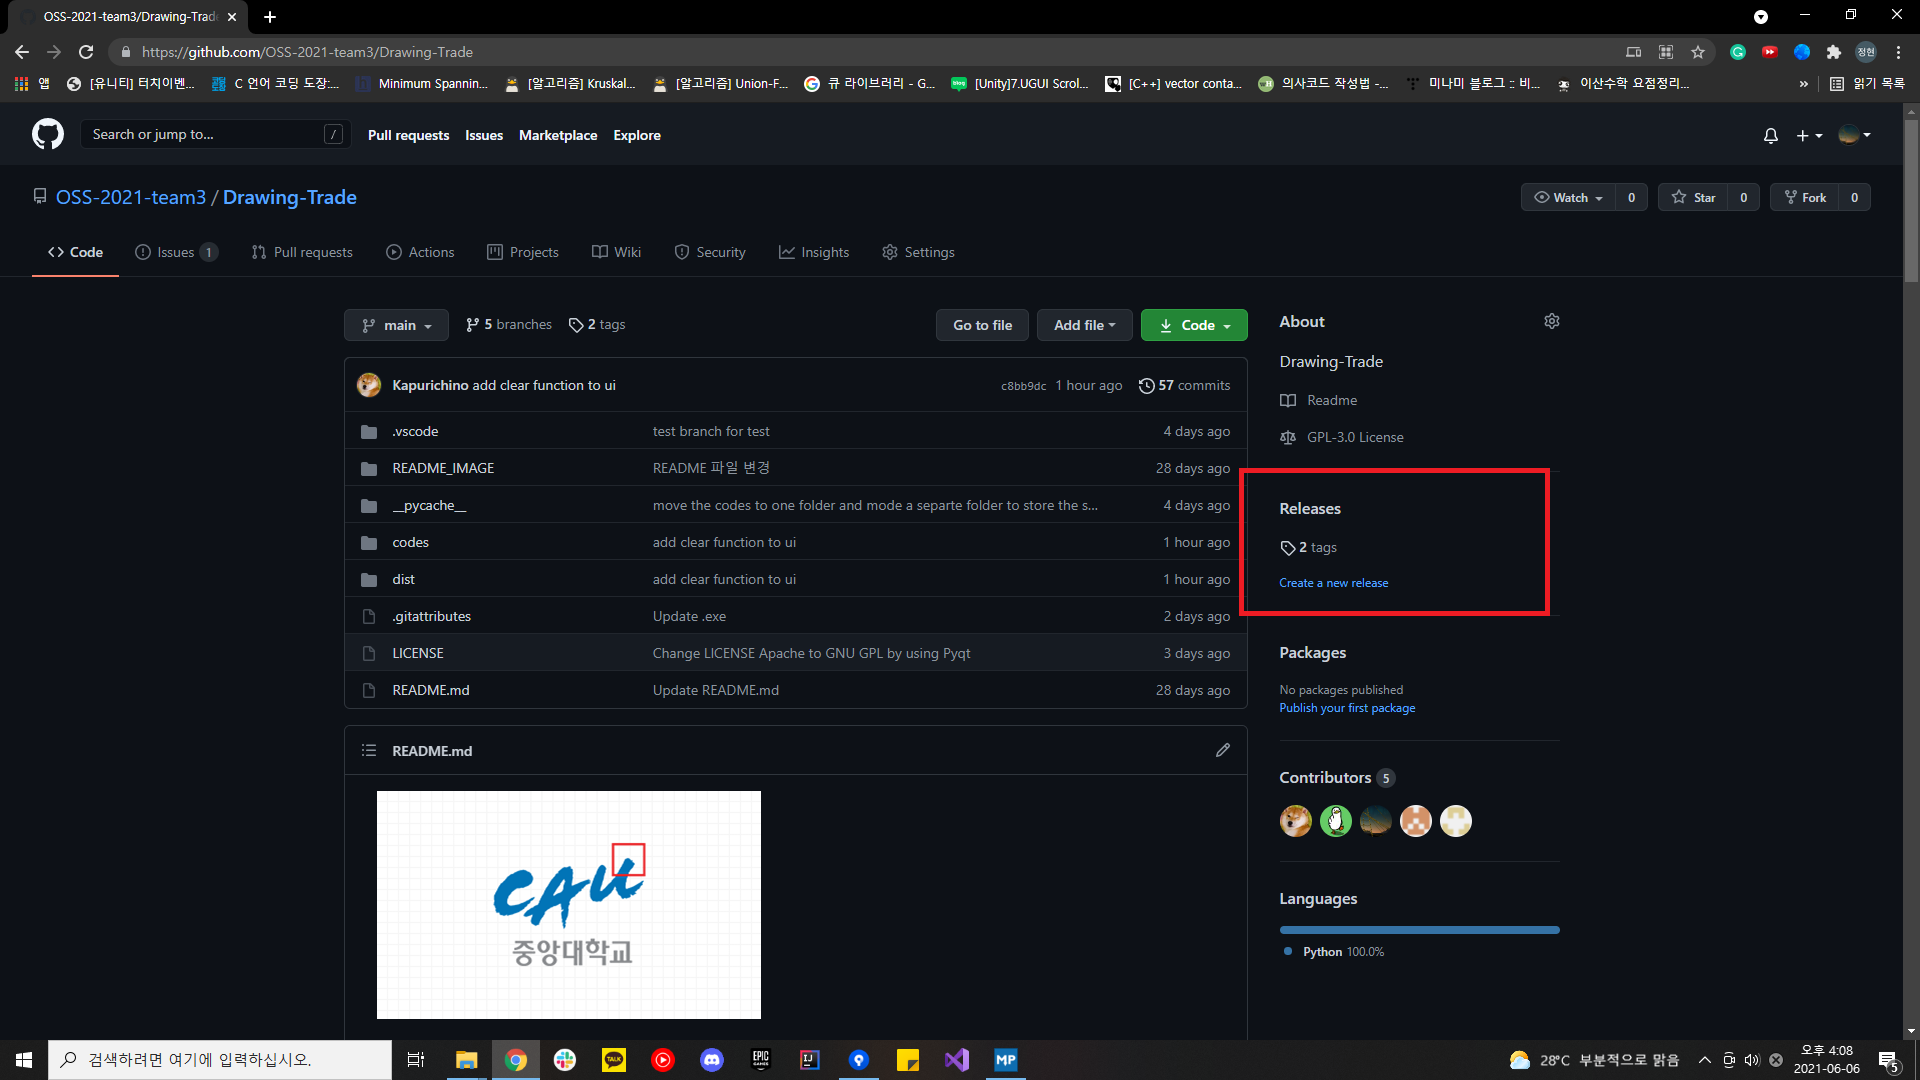 OSS-2021-team3/Drawing-Trade
https://github.com/OSS-2021-team3/Drawing-Trade
정현
앱
[유니티] 터치이벤...
C 언어 코딩 도장:...
Minimum Spannin...
[알고리즘] Kruskal...
[알고리즘] Union-F...
큐 라이브러리 - G...
[Unity]7.UGUI Scrol...
[C++] vector conta...
의사코드 작성법 -...
미나미 블로그 :: 비...
이산수학 요점정리...
»
읽기 목록
Search or jump to...
/
Pull requests
Issues
Marketplace
Explore
OSS-2021-team3 / Drawing-Trade
Watch 0
Star 0
Fork 0
Code
Issues 1
Pull requests
Actions
Projects
Wiki
Security
Insights
Settings
main
5 branches
2 tags
Go to file
Add file
Code
Kapurichino add clear function to ui
c8bb9dc 1 hour ago
57 commits
.vscode test branch for test 4 days ago
README_IMAGE README 파일 변경 28 days ago
__pycache__ move the codes to one folder and mode a separte folder to store the s... 4 days ago
codes add clear function to ui 1 hour ago
dist add clear function to ui 1 hour ago
.gitattributes Update .exe 2 days ago
LICENSE Change LICENSE Apache to GNU GPL by using Pyqt 3 days ago
README.md Update README.md 28 days ago
README.md
CAU
중앙대학교
About
Drawing-Trade
Readme
GPL-3.0 License
Releases
2 tags
Create a new release
Packages
No packages published
Publish your first package
Contributors 5
Languages
Python 100.0%
검색하려면 여기에 입력하십시오.
TALK
EPIC
GAMES
IJ
MP
28°C 부분적으로 맑음
오후 4:08
2021-06-06
5